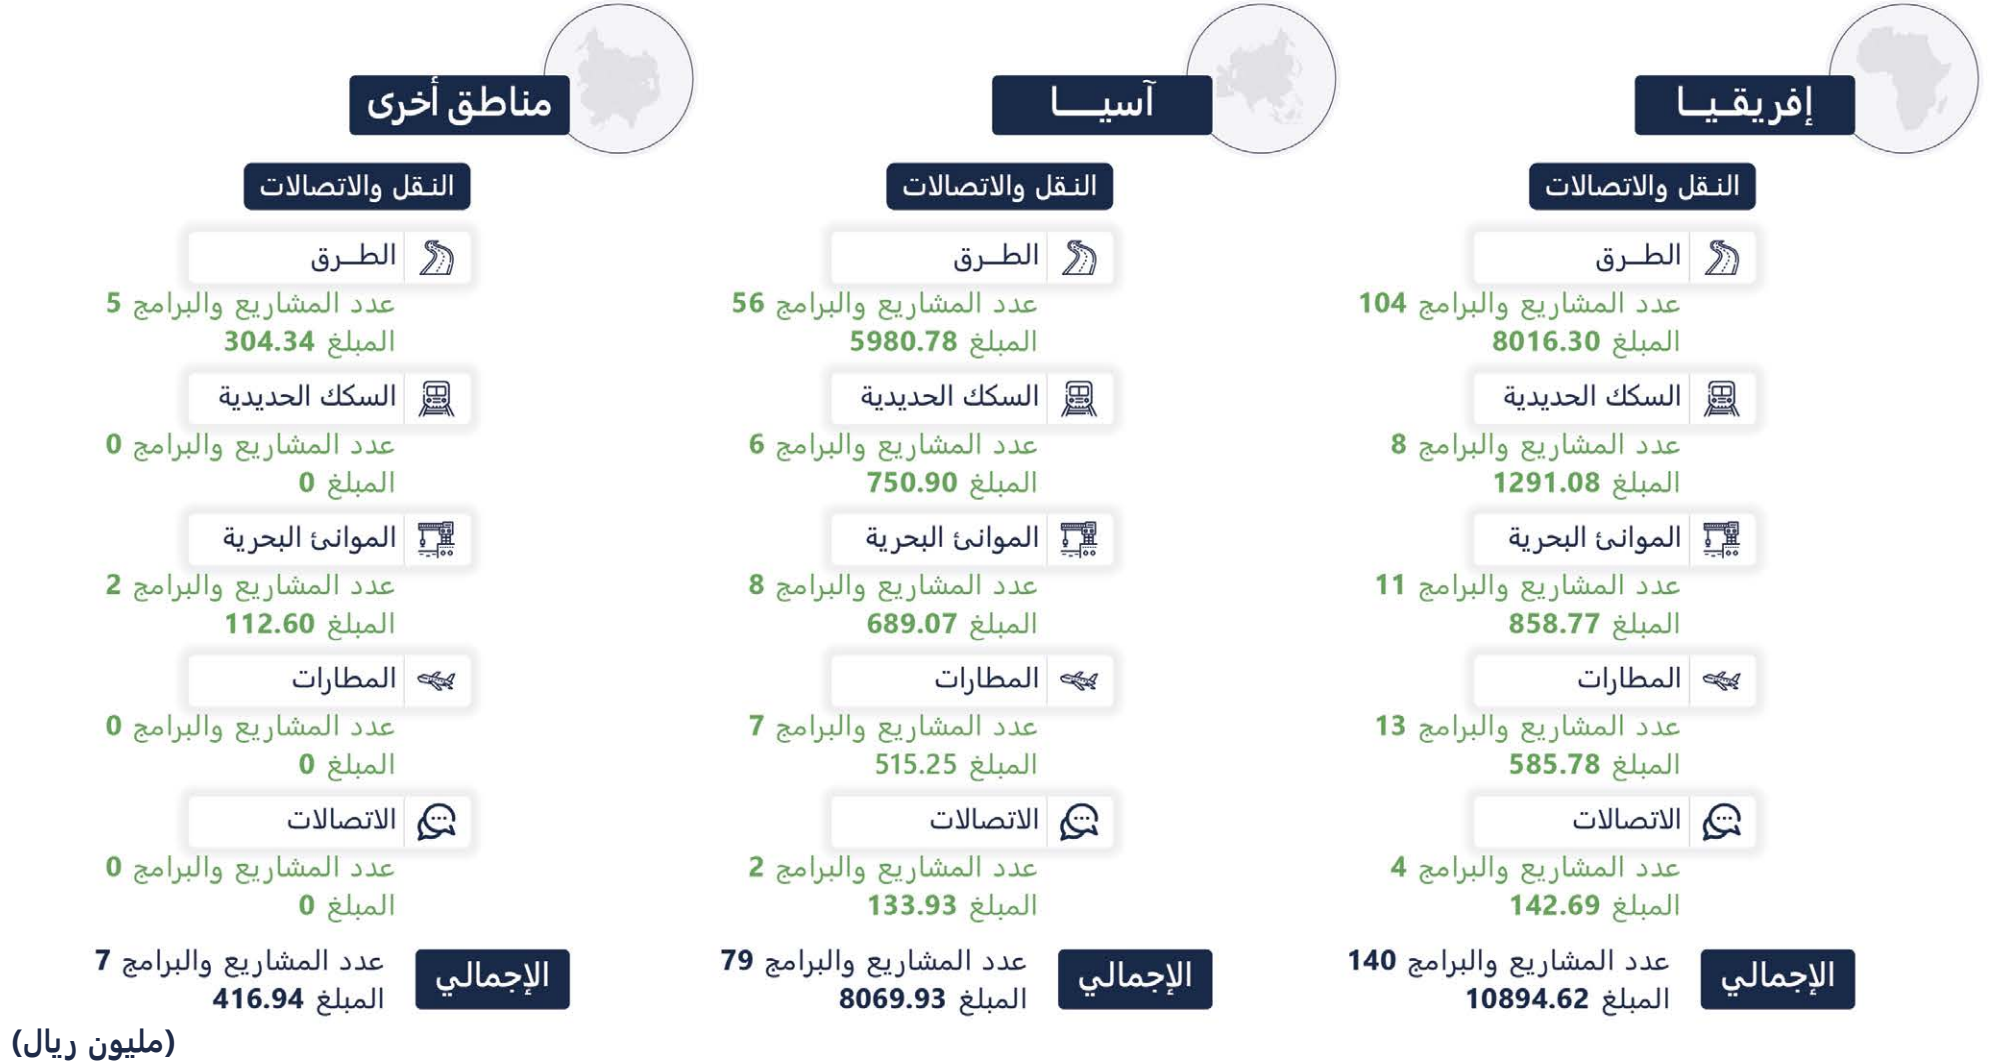 إفريقيا
النقل والاتصالات
الطرق
عدد المشاريع والبرامج 104
المبلغ 8016.30
السكك الحديدية
عدد المشاريع والبرامج 8
المبلغ 1291.08
الموانئ البحرية
عدد المشاريع والبرامج 11
المبلغ 858.77
المطارات
عدد المشاريع والبرامج 13
المبلغ 585.78
الاتصالات
عدد المشاريع والبرامج 4
المبلغ 142.69
الإجمالي
عدد المشاريع والبرامج 140
المبلغ 10894.62
آسيا
النقل والاتصالات
الطرق
عدد المشاريع والبرامج 56
المبلغ 5980.78
السكك الحديدية
عدد المشاريع والبرامج 6
المبلغ 750.90
الموانئ البحرية
عدد المشاريع والبرامج 8
المبلغ 689.07
المطارات
عدد المشاريع والبرامج 7
المبلغ 515.25
الاتصالات
عدد المشاريع والبرامج 2
المبلغ 133.93
الإجمالي
عدد المشاريع والبرامج 79
المبلغ 8069.93
مناطق أخرى
النقل والاتصالات
الطرق
عدد المشاريع والبرامج 5
المبلغ 304.34
السكك الحديدية
عدد المشاريع والبرامج 0
المبلغ 0
الموانئ البحرية
عدد المشاريع والبرامج 2
المبلغ 112.60
المطارات
عدد المشاريع والبرامج 0
المبلغ 0
الاتصالات
عدد المشاريع والبرامج 0
المبلغ 0
الإجمالي
عدد المشاريع والبرامج 7
المبلغ 416.94
(مليون ريال)